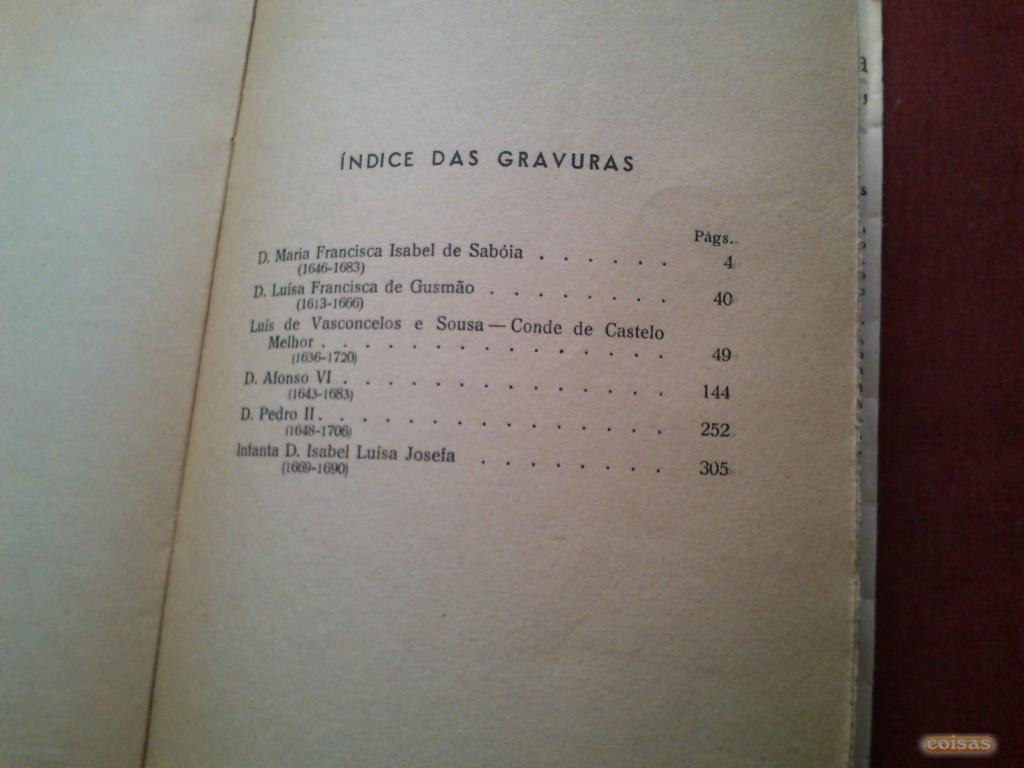 ÍNDICE DAS GRAVURAS
Págs.
D. Maria Francisca Isabel de Sabóia . . . . . . 4
(1646-1683)
D. Luísa Francisca de Gusmão . . . . . . . . 40
(1613-1666)
Luís de Vasconcelos e Sousa — Conde de Castelo
Melhor . . . . . . . . . . . . . . . . 49
(1636-1720)
D. Afonso VI . . . . . . . . . . . . . . . 144
(1643-1683)
D. Pedro II . . . . . . . . . . . . . . . . 252
(1648-1706)
Infanta D. Isabel Luísa Josefa . . . . . . . . 305
(1669-1690)
coisas